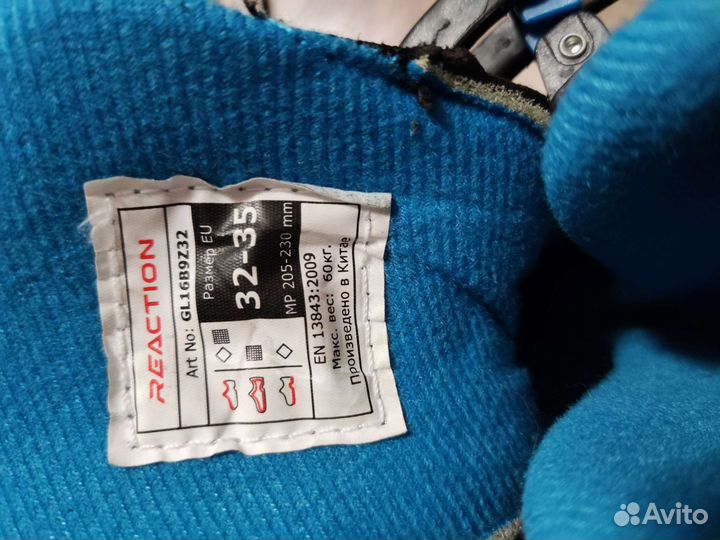 REACTION
Art No: GL16B9Z32
Размер EU
32-35
MP 205-230 mm
EN 13843:2009
Макс. вес: 60кг.
Произведено в Китае
Avito